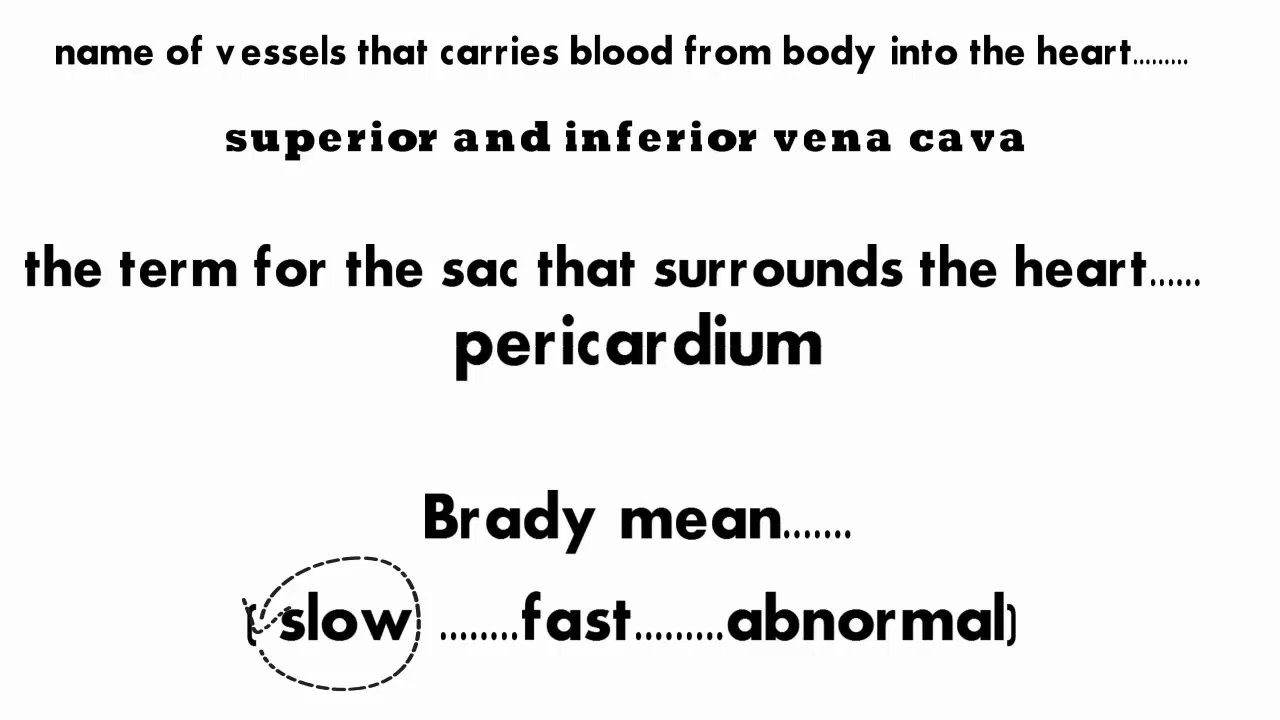 name of vessels that carries blood from body into the heart.........
superior and inferior vena cava
the term for the sac that surrounds the heart......
pericardium
Brady mean.......
( slow ........fast.........abnormal)